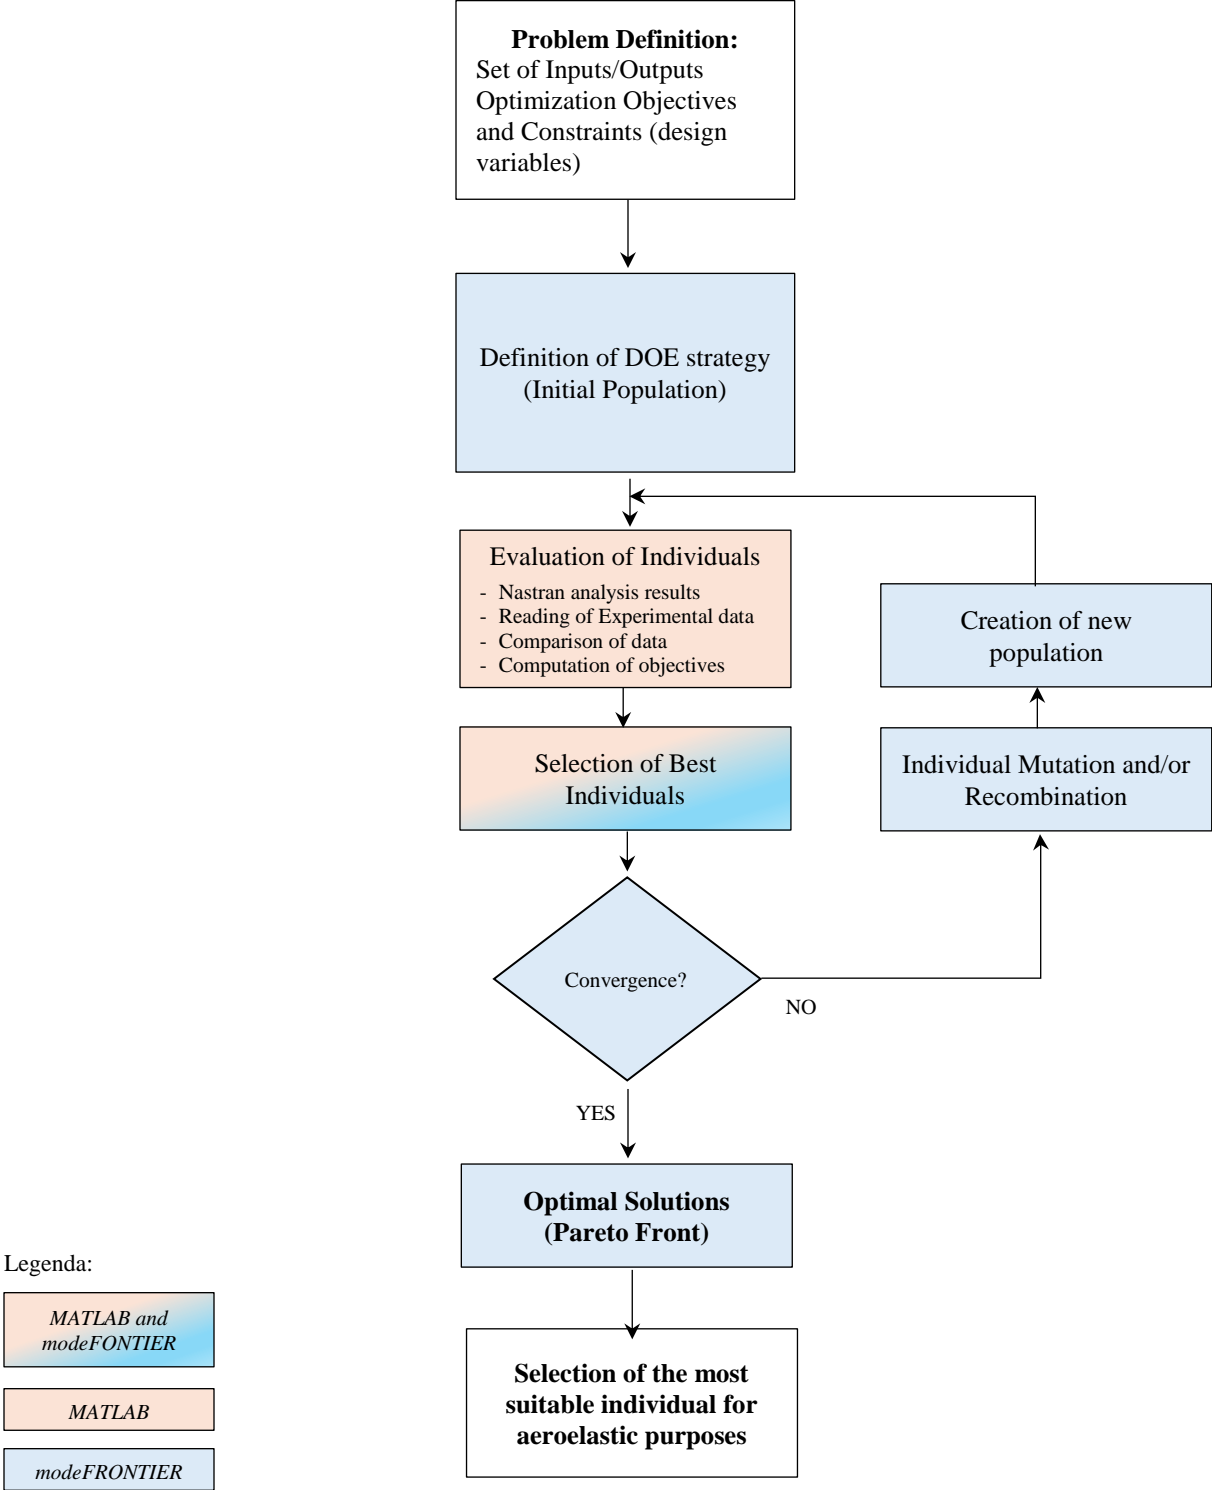 Problem Definition:
Set of Inputs/Outputs
Optimization Objectives
and Constraints (design
variables)
Definition of DOE strategy
(Initial Population)
Evaluation of Individuals
- Nastran analysis results
- Reading of Experimental data
- Comparison of data
- Computation of objectives
Creation of new
population
Selection of Best
Individuals
Individual Mutation and/or
Recombination
Convergence?
NO
YES
Optimal Solutions
(Pareto Front)
Selection of the most
suitable individual for
aeroelastic purposes
Legenda:
MATLAB and
modeFONTIER
MATLAB
modeFRONTIER